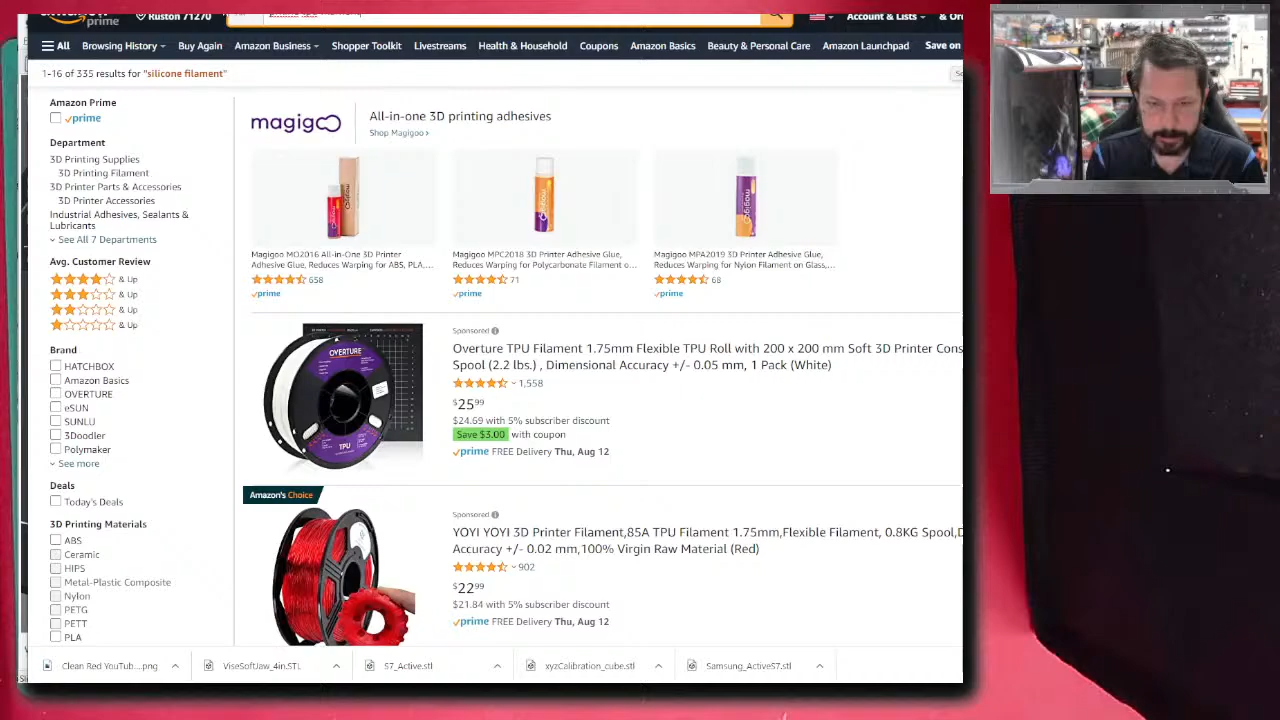 prime
Ruston 71270
Account & Lists
& Or
All
Browsing History
Buy Again
Amazon Business
Shopper Toolkit
Livestreams
Health & Household
Coupons
Amazon Basics
Beauty & Personal Care
Amazon Launchpad
Save on
1-16 of 335 results for "silicone filament"
Amazon Prime
prime
Department
3D Printing Supplies
3D Printing Filament
3D Printer Parts & Accessories
3D Printer Accessories
Industrial Adhesives, Sealants &
Lubricants
See All 7 Departments
Avg. Customer Review
& Up
& Up
& Up
& Up
Brand
HATCHBOX
Amazon Basics
OVERTURE
eSUN
SUNLU
3Doodler
Polymaker
See more
Deals
Today's Deals
3D Printing Materials
ABS
Ceramic
HIPS
Metal-Plastic Composite
Nylon
PETG
PETT
PLA
magigoo
All-in-one 3D printing adhesives
Shop Magigoo ›
Magigoo MO2016 All-In-One 3D Printer
Adhesive Glue, Reduces Warping for ABS, PLA,...
658
prime
Magigoo MPC2018 3D Printer Adhesive Glue,
Reduces Warping for Polycarbonate Filament o...
71
prime
Magigoo MPA2019 3D Printer Adhesive Glue,
Reduces Warping for Nylon Filament on Glass,...
68
prime
OVERTURE
TPU
Sponsored
Overture TPU Filament 1.75mm Flexible TPU Roll with 200 x 200 mm Soft 3D Printer Cons
Spool (2.2 lbs.) , Dimensional Accuracy +/- 0.05 mm, 1 Pack (White)
1,558
$25.99
$24.69 with 5% subscriber discount
Save $3.00 with coupon
prime FREE Delivery Thu, Aug 12
Amazon's Choice
Sponsored
YOYI YOYI 3D Printer Filament,85A TPU Filament 1.75mm,Flexible Filament, 0.8KG Spool,D
Accuracy +/- 0.02 mm,100% Virgin Raw Material (Red)
902
$22.99
$21.84 with 5% subscriber discount
prime FREE Delivery Thu, Aug 12
Clean Red YouTub....png
ViseSoftJaw_4in.STL
S7_Active.stl
xyzCalibration_cube.stl
Samsung_ActiveS7.stl